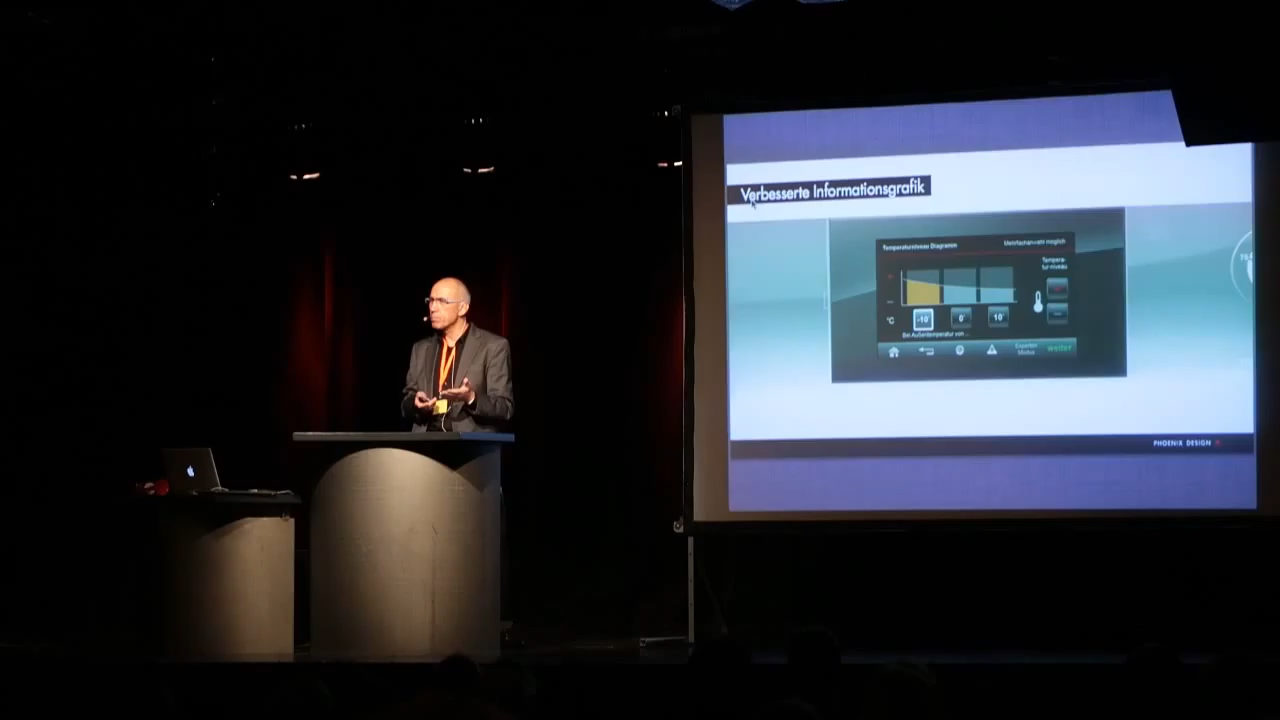 Verbesserte Informationsgrafik
Temperaturniveau Diagramm
Mehrfachanwahl möglich
Tempera-
tur-niveau
°C
-10°
0°
10°
Bei Außentemperatur von ...
Experten
Modus
weiter
PHOENIX DESIGN